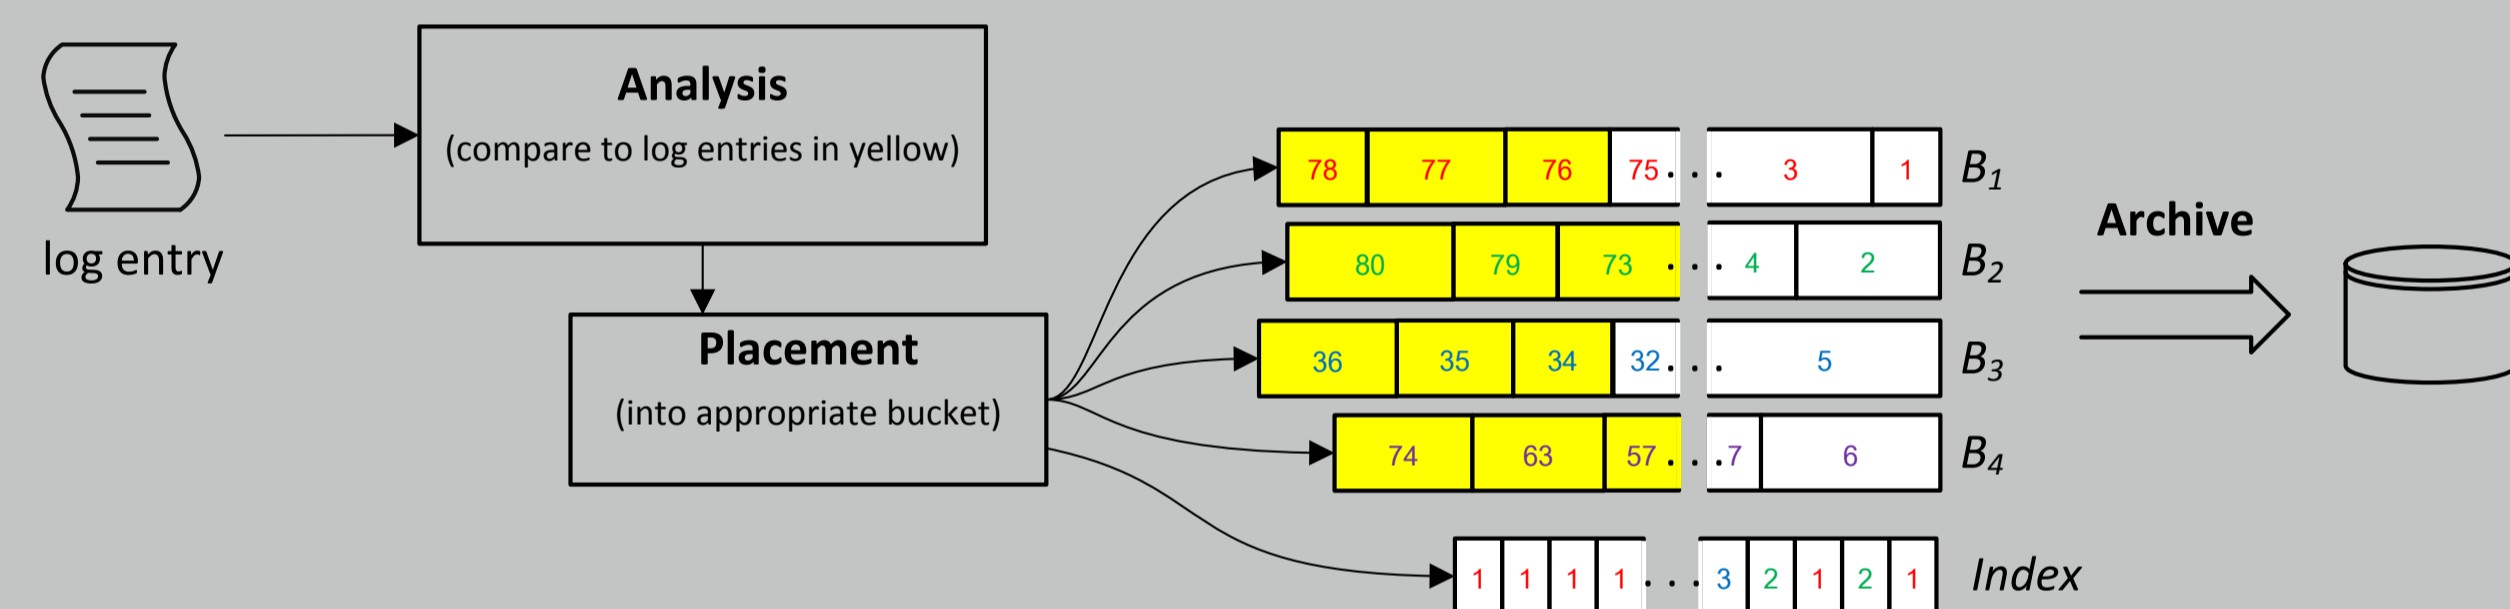 log entry
Analysis
(compare to log entries in yellow)
Placement
(into appropriate bucket)
78 77 76 75 . . . 3 1 B1
80 79 73 . . . 4 2 B2
36 35 34 32 . . . 5 B3
74 63 57 . . . 7 6 B4
1 1 1 1 . . . 3 2 1 2 1 Index
Archive